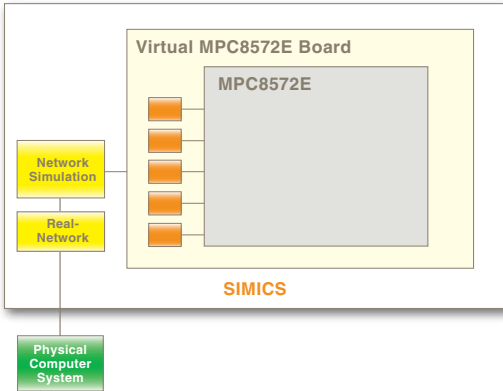 Virtual MPC8572E Board
MPC8572E
Network
Simulation
Real-
Network
SIMICS
Physical
Computer
System